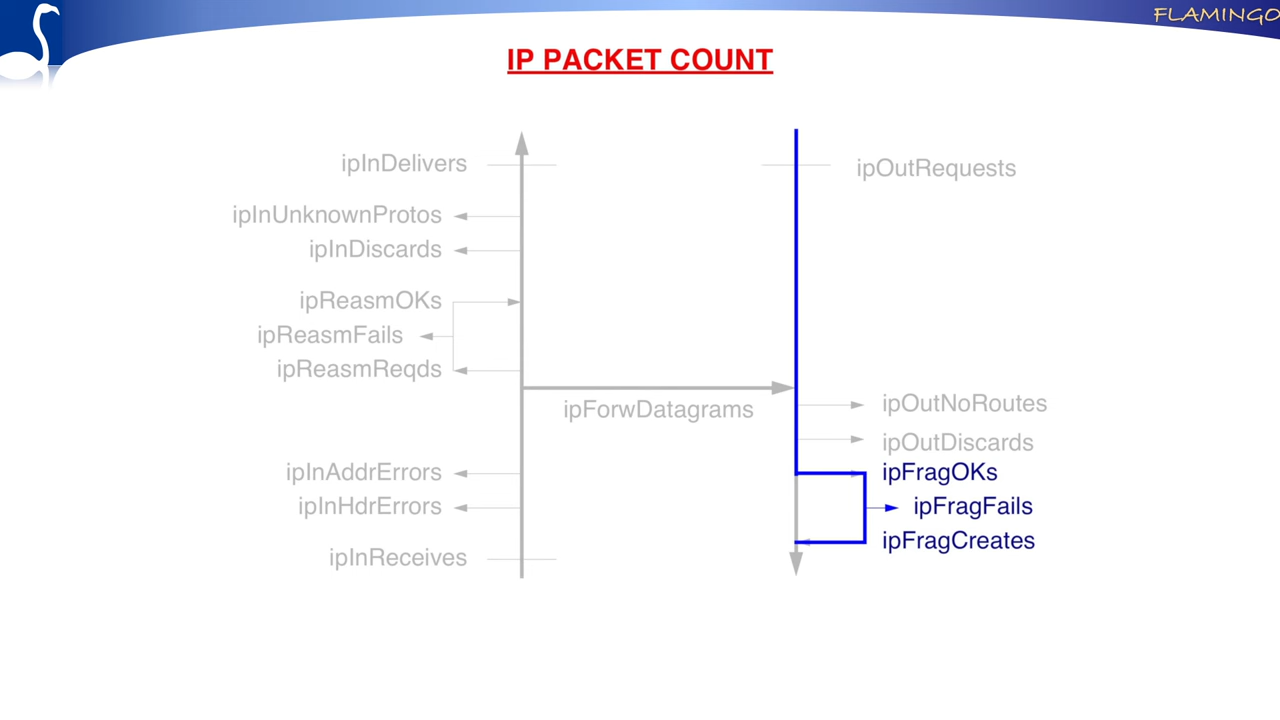 FLAMINGO
IP PACKET COUNT
ipInDelivers
ipOutRequests
ipInUnknownProtos
ipInDiscards
ipReasmOKs
ipReasmFails
ipReasmReqds
ipForwDatagrams
ipOutNoRoutes
ipOutDiscards
ipInAddrErrors
ipFragOKs
ipInHdrErrors
ipFragFails
ipFragCreates
ipInReceives